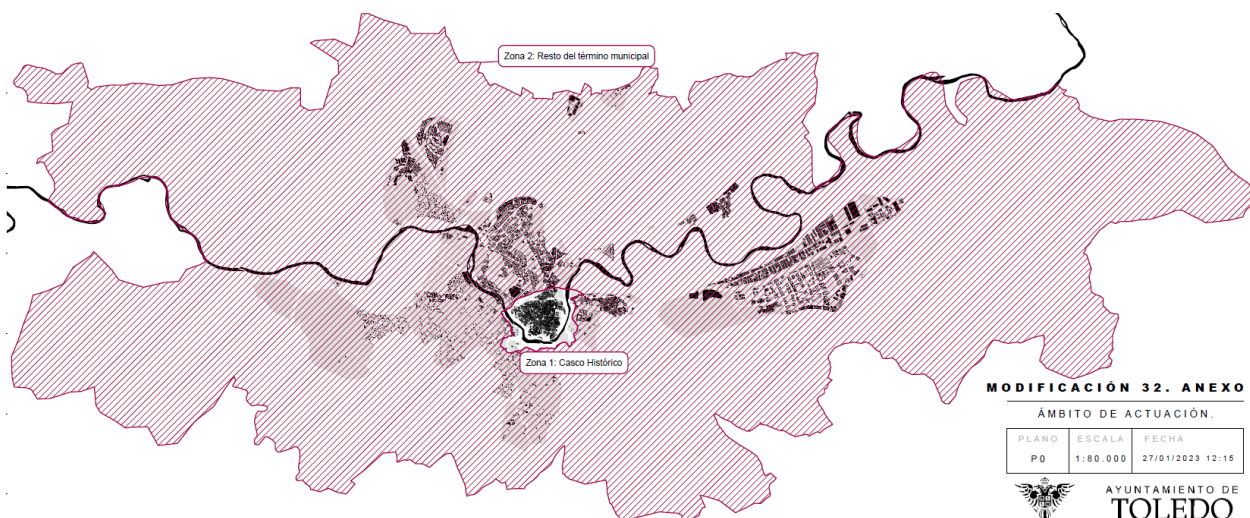 Zona 2: Resto del término municipal
Zona 1: Casco Histórico
MODIFICACIÓN 32. ANEXO
ÁMBITO DE ACTUACIÓN.
PLANO ESCALA FECHA
P0 1:80.000 27/01/2023 12:15
AYUNTAMIENTO DE
TOLEDO